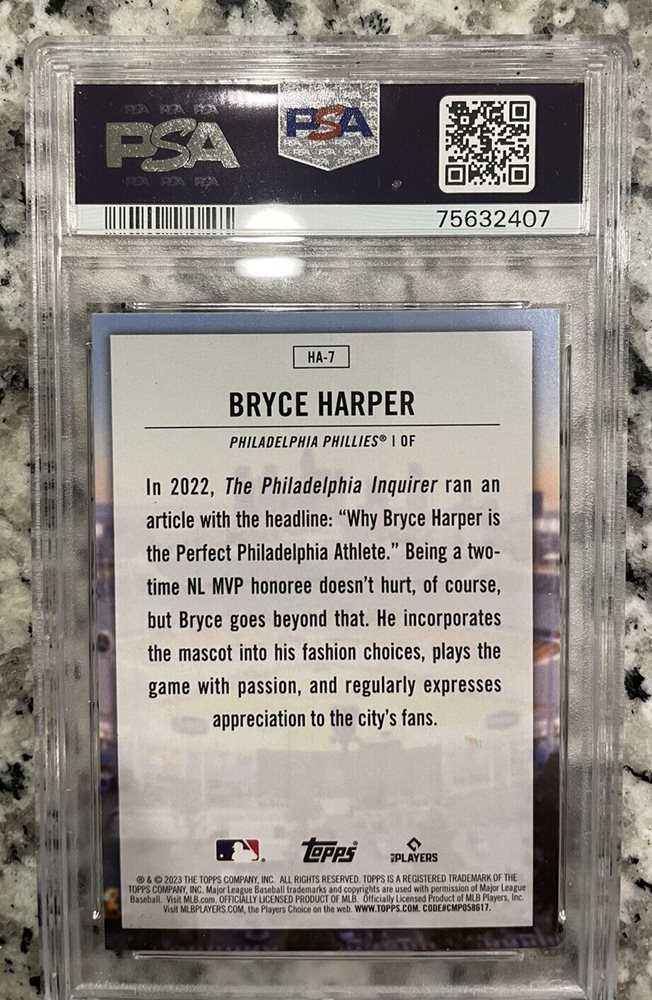 PSA PSA PSA
PSA
PSA PSA PSA
PSA
75632407
HA-7
BRYCE HARPER
PHILADELPHIA PHILLIES® | OF
In 2022, The Philadelphia Inquirer ran an
article with the headline: “Why Bryce Harper is
the Perfect Philadelphia Athlete.” Being a two-
time NL MVP honoree doesn’t hurt, of course,
but Bryce goes beyond that. He incorporates
the mascot into his fashion choices, plays the
game with passion, and regularly expresses
appreciation to the city’s fans.
topps
PLAYERS
® & © 2023 THE TOPPS COMPANY, INC. ALL RIGHTS RESERVED. TOPPS IS A REGISTERED TRADEMARK OF THE
TOPPS COMPANY, INC. Major League Baseball trademarks and copyrights are used with permission of Major League
Baseball. Visit MLB.com. OFFICIALLY LICENSED PRODUCT OF MLB. Officially Licensed Product of MLB Players, Inc.
Visit MLBPLAYERS.COM, the Players Choice on the web. WWW.TOPPS.COM. CODE#CMP058617.